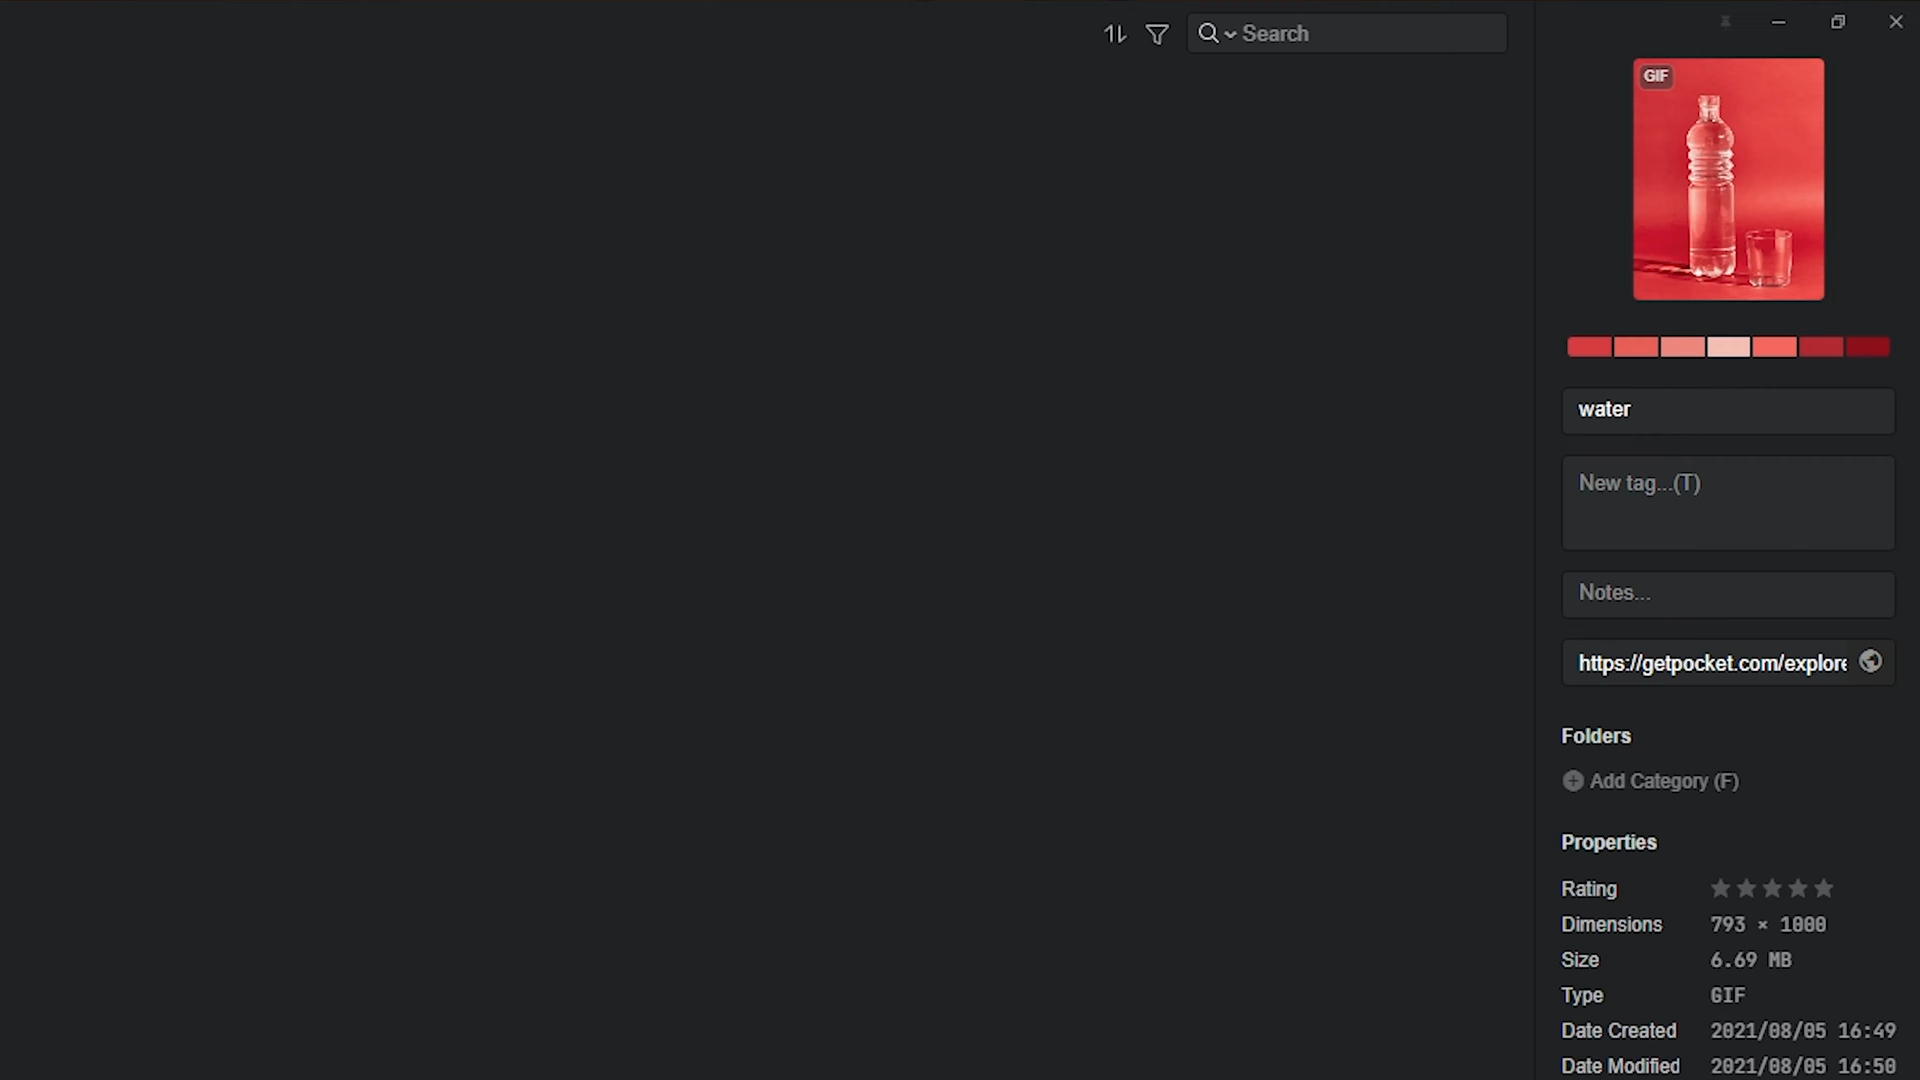 Search
GIF
water
New tag...(T)
Notes...
https://getpocket.com/explore
Folders
Add Category (F)
Properties
Rating
Dimensions 793 × 1000
Size 6.69 MB
Type GIF
Date Created 2021/08/05 16:49
Date Modified 2021/08/05 16:50